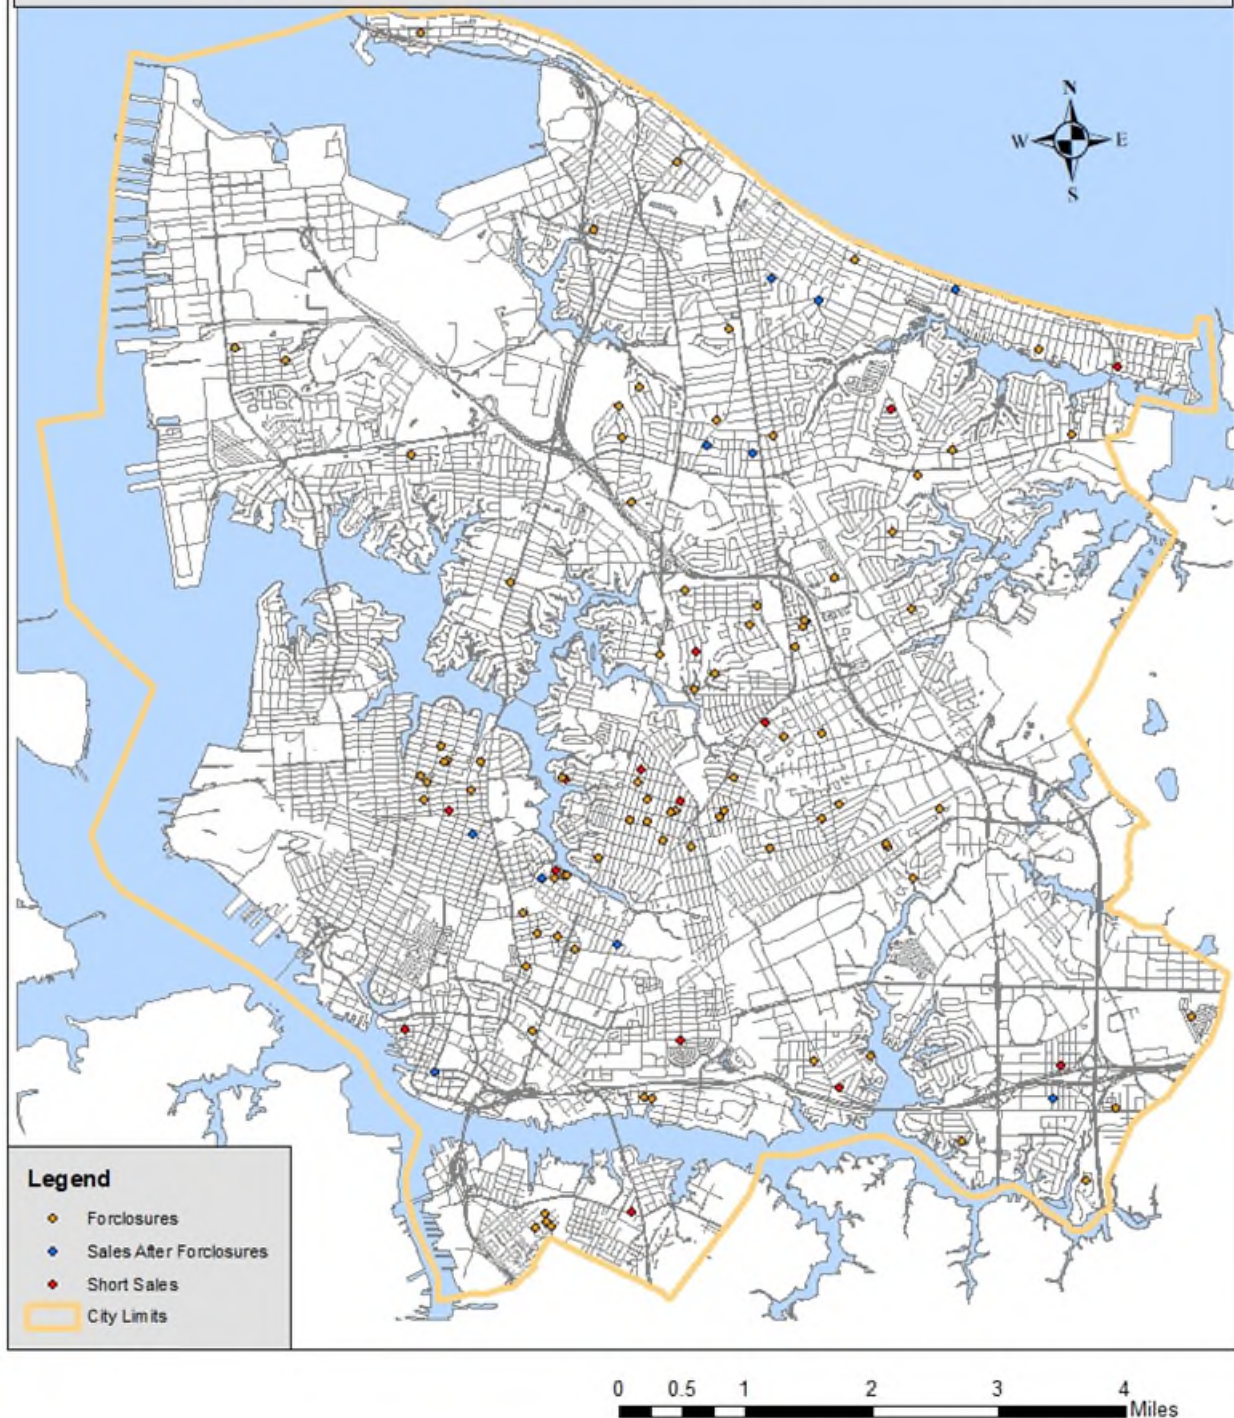 N
W E
S
Legend
Forclosures
Sales After Forclosures
Short Sales
City Limits
0 0.5 1 2 3 4
Miles